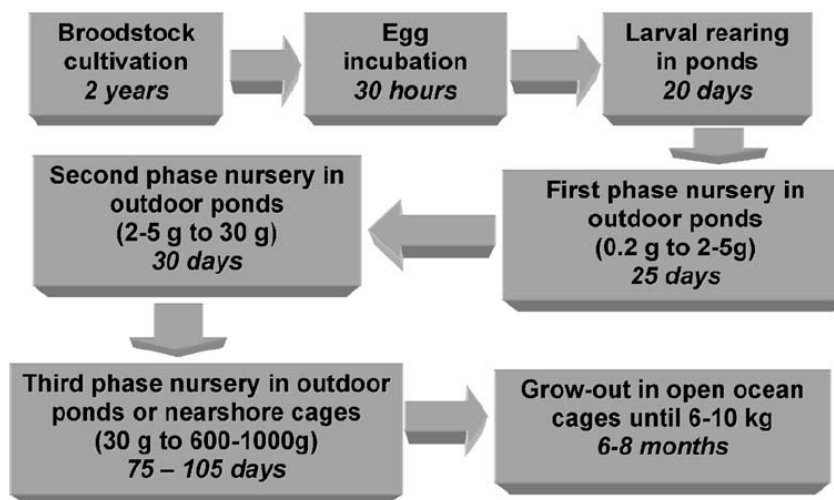 Broodstock
cultivation
2 years
Egg
incubation
30 hours
Larval rearing
in ponds
20 days
First phase nursery in
outdoor ponds
(0.2 g to 2-5g)
25 days
Second phase nursery in
outdoor ponds
(2-5 g to 30 g)
30 days
Third phase nursery in outdoor
ponds or nearshore cages
(30 g to 600-1000g)
75 – 105 days
Grow-out in open ocean
cages until 6-10 kg
6-8 months